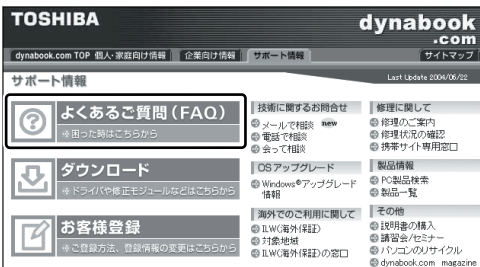 TOSHIBA
dynabook
.com
dynabook.com TOP 個人・家庭向け情報 企業向け情報 サポート情報 サイトマップ
サポート情報
Last Update 2004/06/22
よくあるご質問(FAQ)
困った時はこちらから
ダウンロード
ドライバや修正モジュールなどはこちらから
お客様登録
ご登録方法、登録情報の変更はこちらから
技術に関するお問合せ
メールで相談 new
電話で相談
会って相談
OSアップグレード
Windows®アップグレード
情報
海外でのご利用に関して
ILW(海外保証)
対象地域
ILW(海外保証)の窓口
修理に関して
修理のご案内
修理状況の確認
携帯サイト専用窓口
製品情報
PC製品検索
製品一覧
その他
説明書の購入
講習会/セミナー
パソコンのリサイクル
dynabook.com magazine